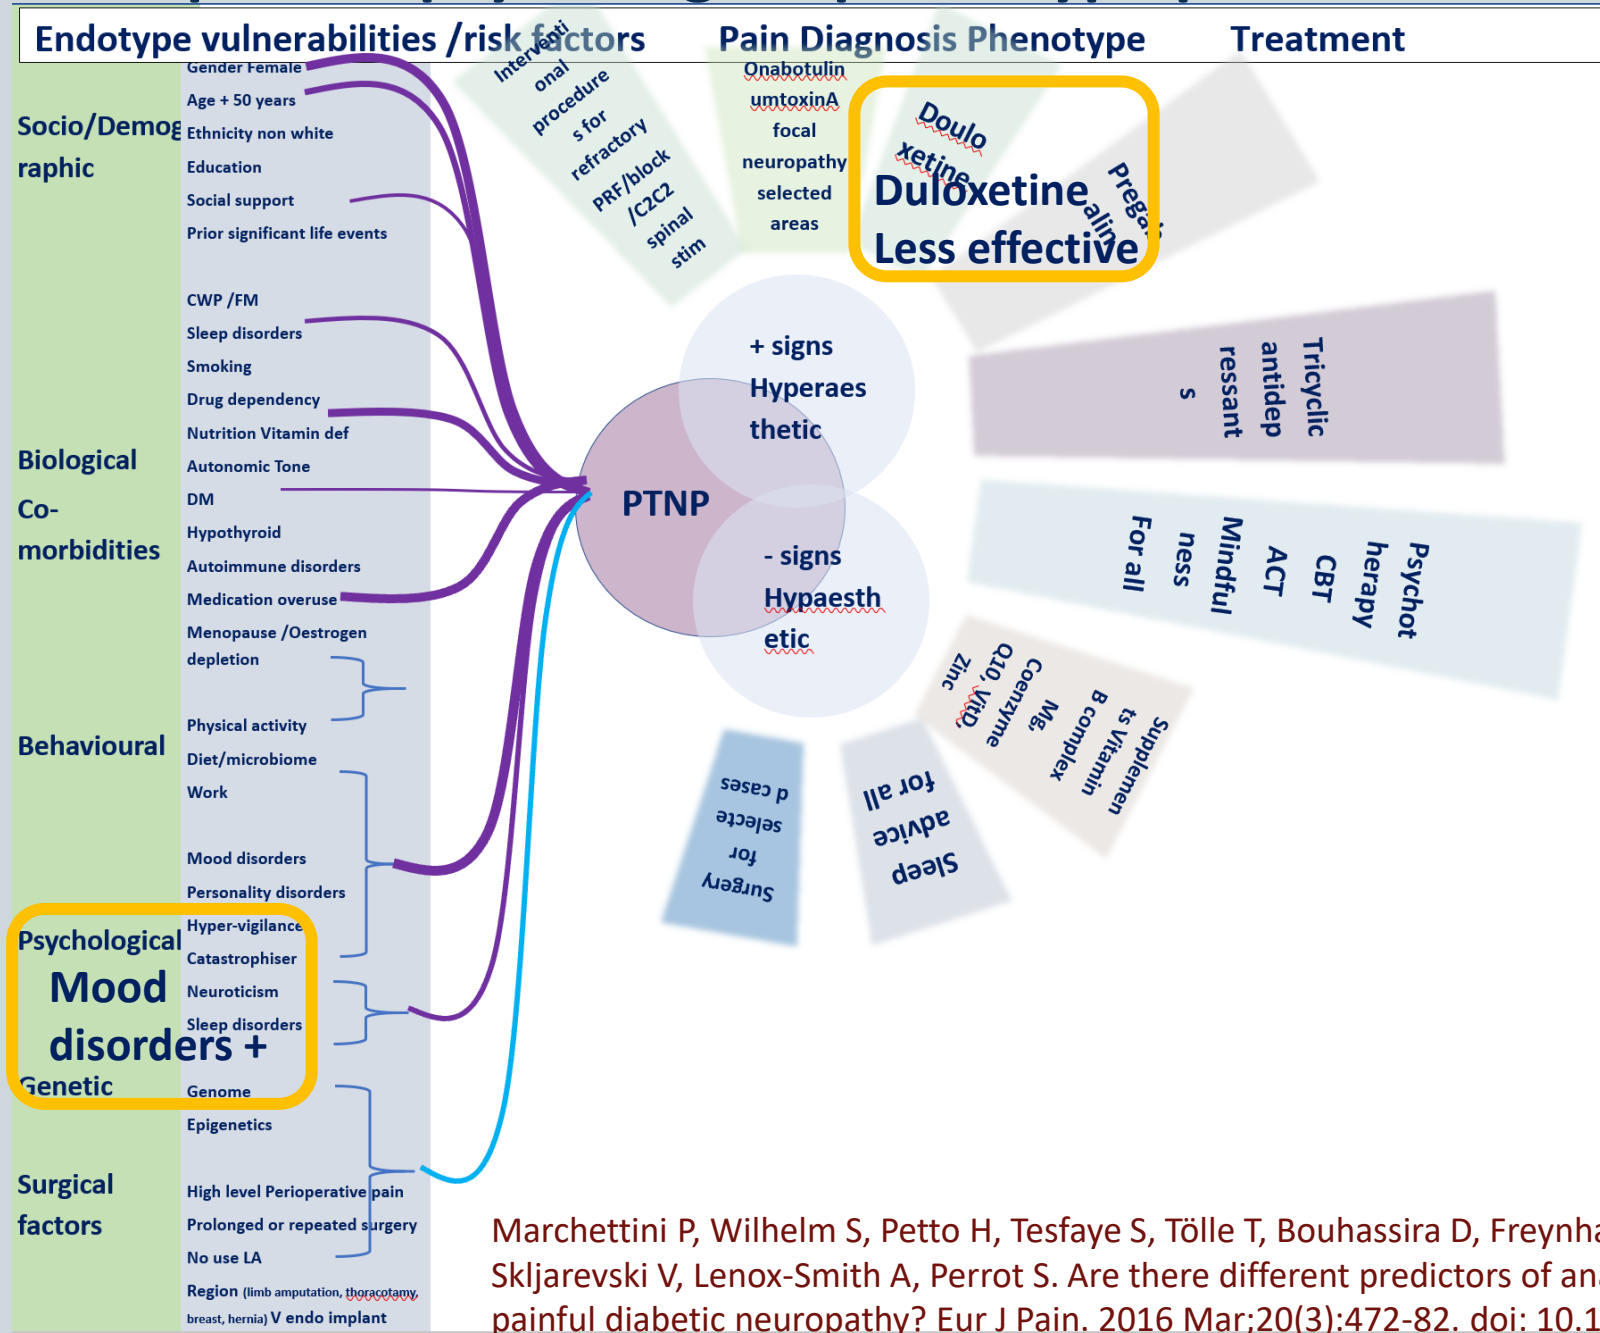 Endotype vulnerabilities /risk factors
Pain Diagnosis Phenotype
Treatment
Socio/Demog
raphic
Biological
Co-
morbidities
Behavioural
Psychological
Mood
disorders +
Genetic
Surgical
factors
Gender Female
Age + 50 years
Ethnicity non white
Education
Social support
Prior significant life events
CWP /FM
Sleep disorders
Smoking
Drug dependency
Nutrition Vitamin def
Autonomic Tone
DM
Hypothyroid
Autoimmune disorders
Medication overuse
Menopause /Oestrogen
depletion
Physical activity
Diet/microbiome
Work
Mood disorders
Personality disorders
Hyper-vigilance
Catastrophiser
Neuroticism
Sleep disorders
Genome
Epigenetics
High level Perioperative pain
Prolonged or repeated surgery
No use LA
Region (limb amputation, thoracotamy,
breast, hernia) V endo implant
PTNP
+ signs
Hyperaes
thetic
- signs
Hypaesth
etic
Interventi
onal
procedure
s for
refractory
PRF/block
/C2C2
spinal
stim
Onabotulin
umtoxinA
focal
neuropathy
selected
areas
Doulo
xetine
Duloxetine
Less effective
Pregab
alin
Tricyclic
antidep
ressant
s
Psychot
herapy
CBT
ACT
Mindful
ness
For all
Supplemen
ts Vitamin
B complex
Mg,
Coenzyme
Q10, VitD,
Zinc
Sleep
advice
for all
Surgery
for
selecte
d cases
Marchettini P, Wilhelm S, Petto H, Tesfaye S, Tölle T, Bouhassira D, Freynha
Skljarevski V, Lenox-Smith A, Perrot S. Are there different predictors of ana
painful diabetic neuropathy? Eur J Pain. 2016 Mar;20(3):472-82. doi: 10.1